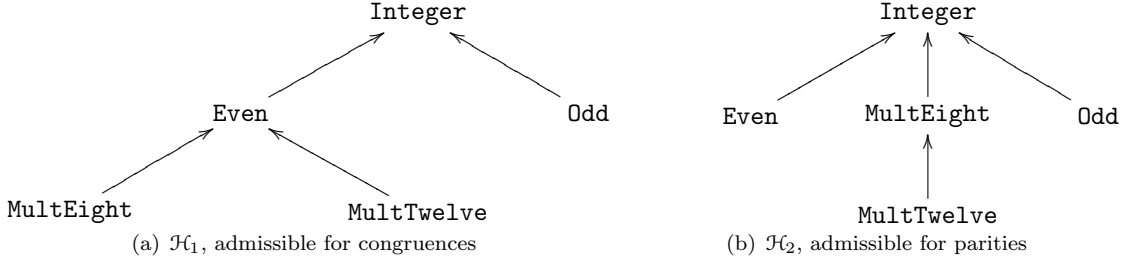 Integer
Integer
Even
Odd
Even
MultEight
Odd
MultEight
MultTwelve
MultTwelve
(a) ℋ₁, admissible for congruences
(b) ℋ₂, admissible for parities